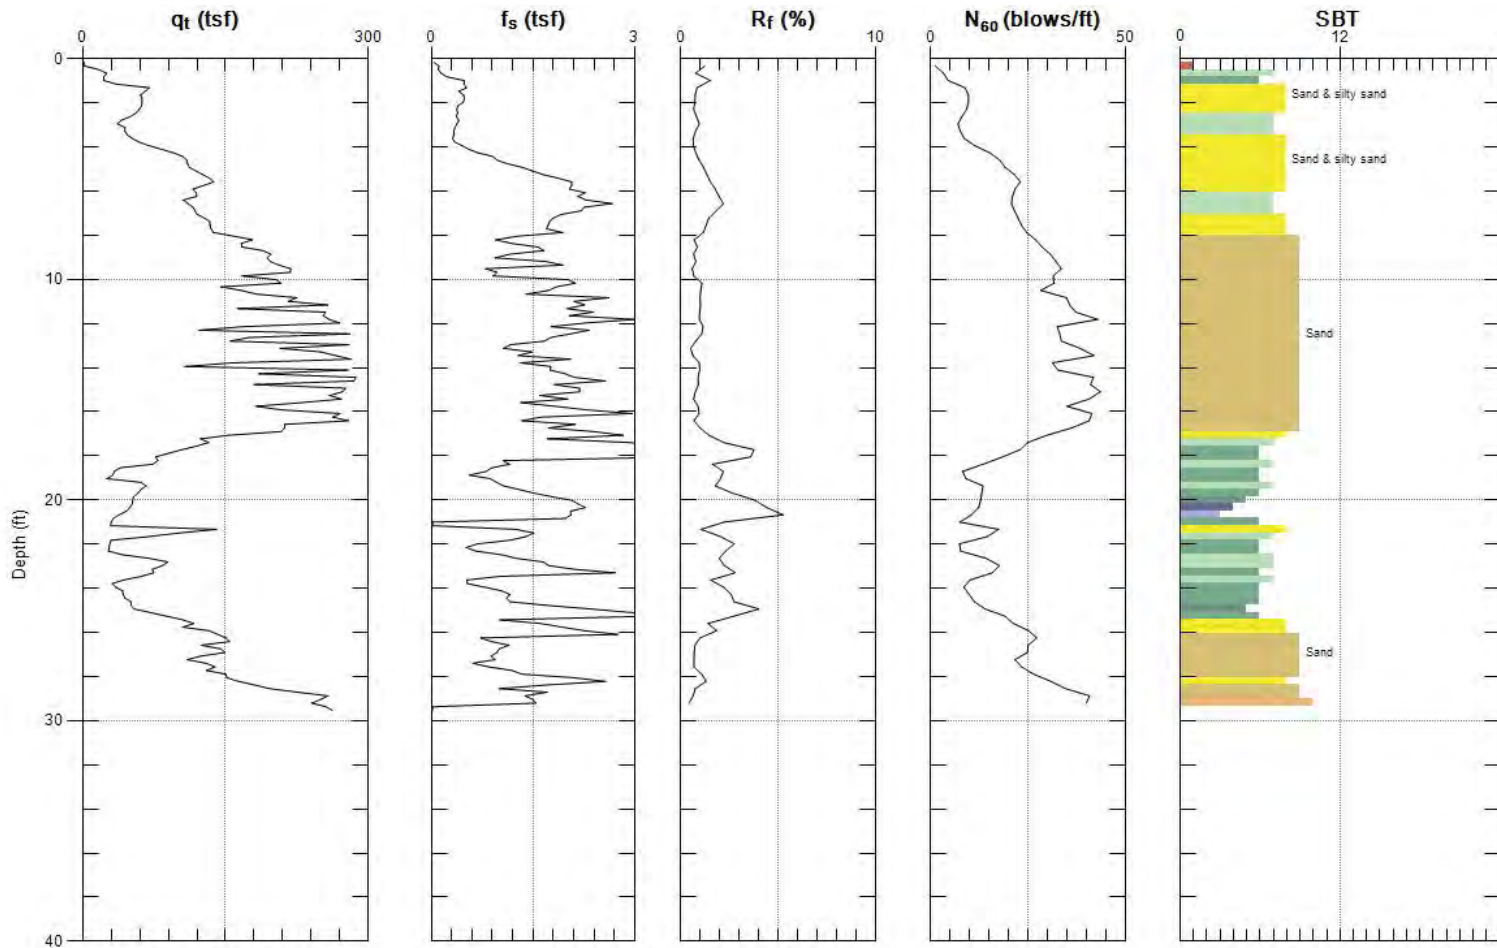 qt (tsf) fs (tsf) Rf (%) N60 (blows/ft) SBT
0 300 0 3 0 10 0 50 0 12
0
Sand & silty sand
Sand & silty sand
10
Sand
20
Depth (ft)
Sand
30
40